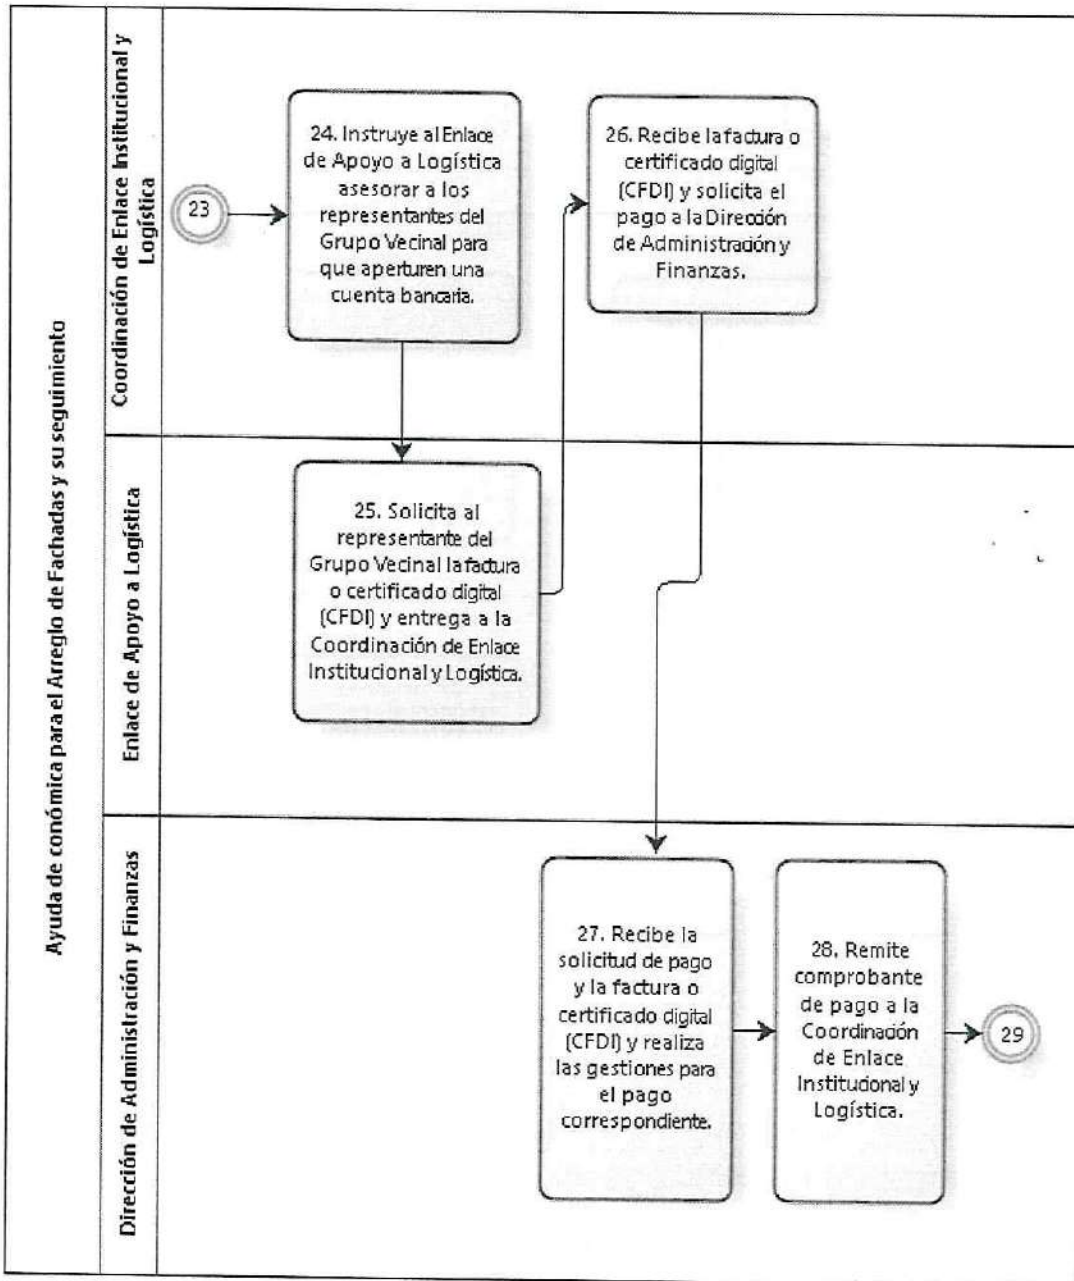 Ayuda de conómica para el Arreglo de Fachadas y su seguimiento
Coordinación de Enlace Institucional y
Logística
23
24. Instruye al Enlace
de Apoyo a Logística
asesorar a los
representantes del
Grupo Vecinal para
que aperturen una
cuenta bancaria.
26. Recibe la factura o
certificado digital
(CFDI) y solicita el
pago a la Dirección
de Administración y
Finanzas.
Enlace de Apoyo a Logística
25. Solicita al
representante del
Grupo Vecinal la factura
o certificado digital
(CFDI) y entrega a la
Coordinación de Enlace
Institucional y Logística.
Dirección de Administración y Finanzas
27. Recibe la
solicitud de pago
y la factura o
certificado digital
(CFDI) y realiza
las gestiones para
el pago
correspondiente.
28. Remite
comprobante
de pago a la
Coordinación
de Enlace
Institucional y
Logística.
29